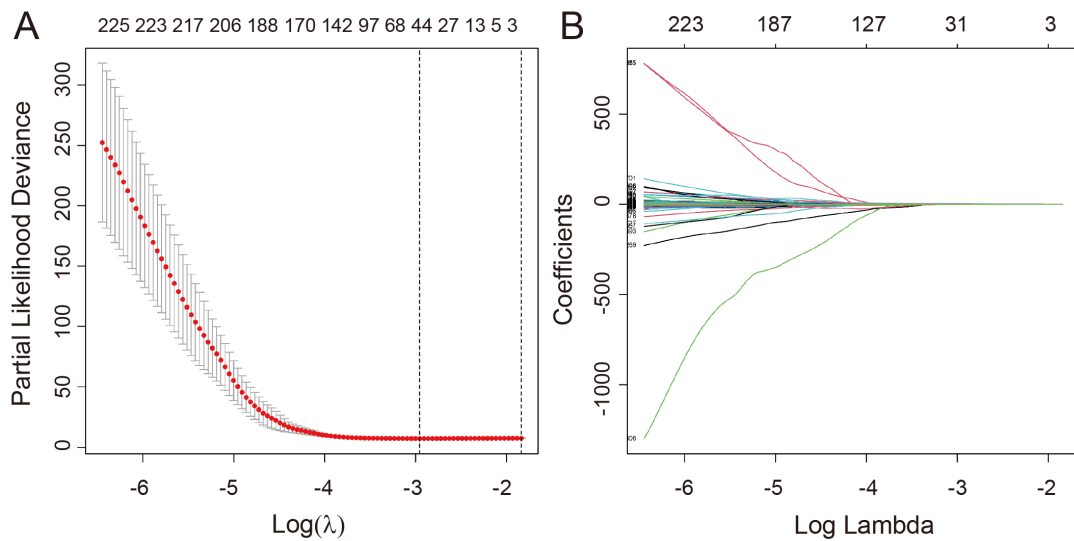 A
225 223 217 206 188 170 142 97 68 44 27 13 5 3
Partial Likelihood Deviance
300
250
200
150
100
50
0
-6 -5 -4 -3 -2
Log(λ)
B
223 187 127 31 3
Coefficients
500
0
-500
-1000
-6 -5 -4 -3 -2
Log Lambda